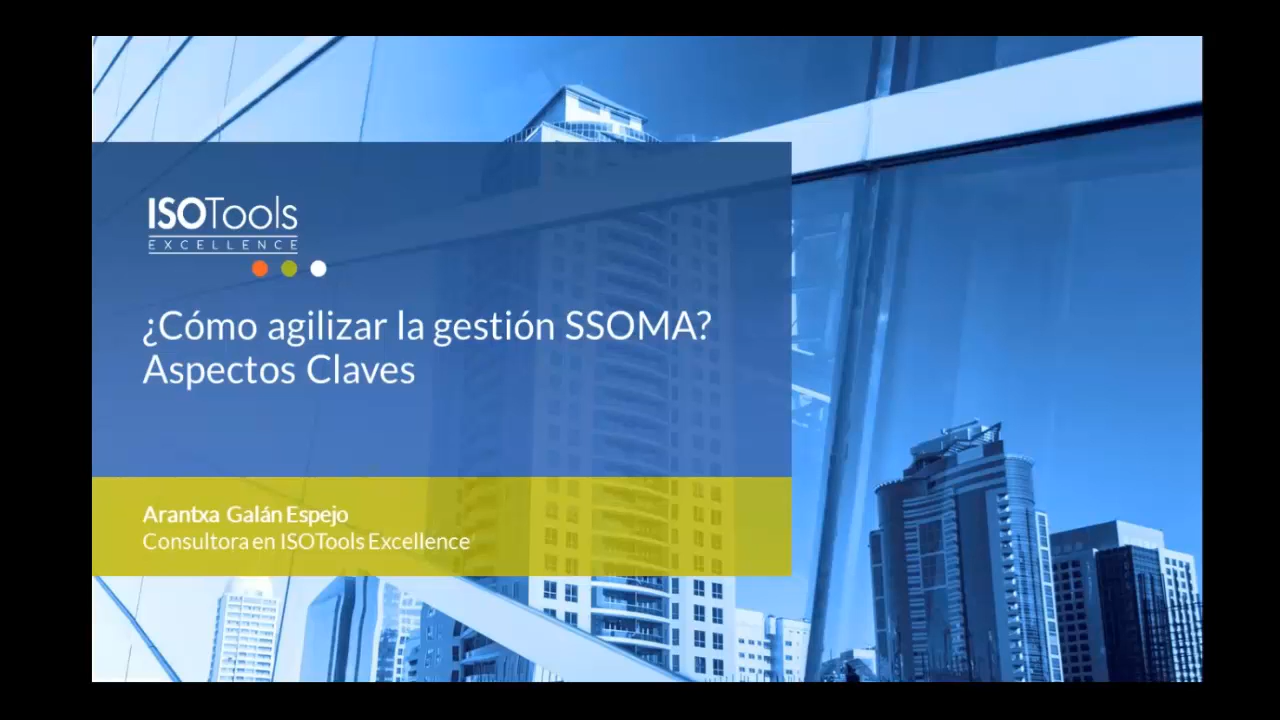 ISOTools
EXCELLENCE
¿Cómo agilizar la gestión SSOMA?
Aspectos Claves
Arantxa Galán Espejo
Consultora en ISOTools Excellence